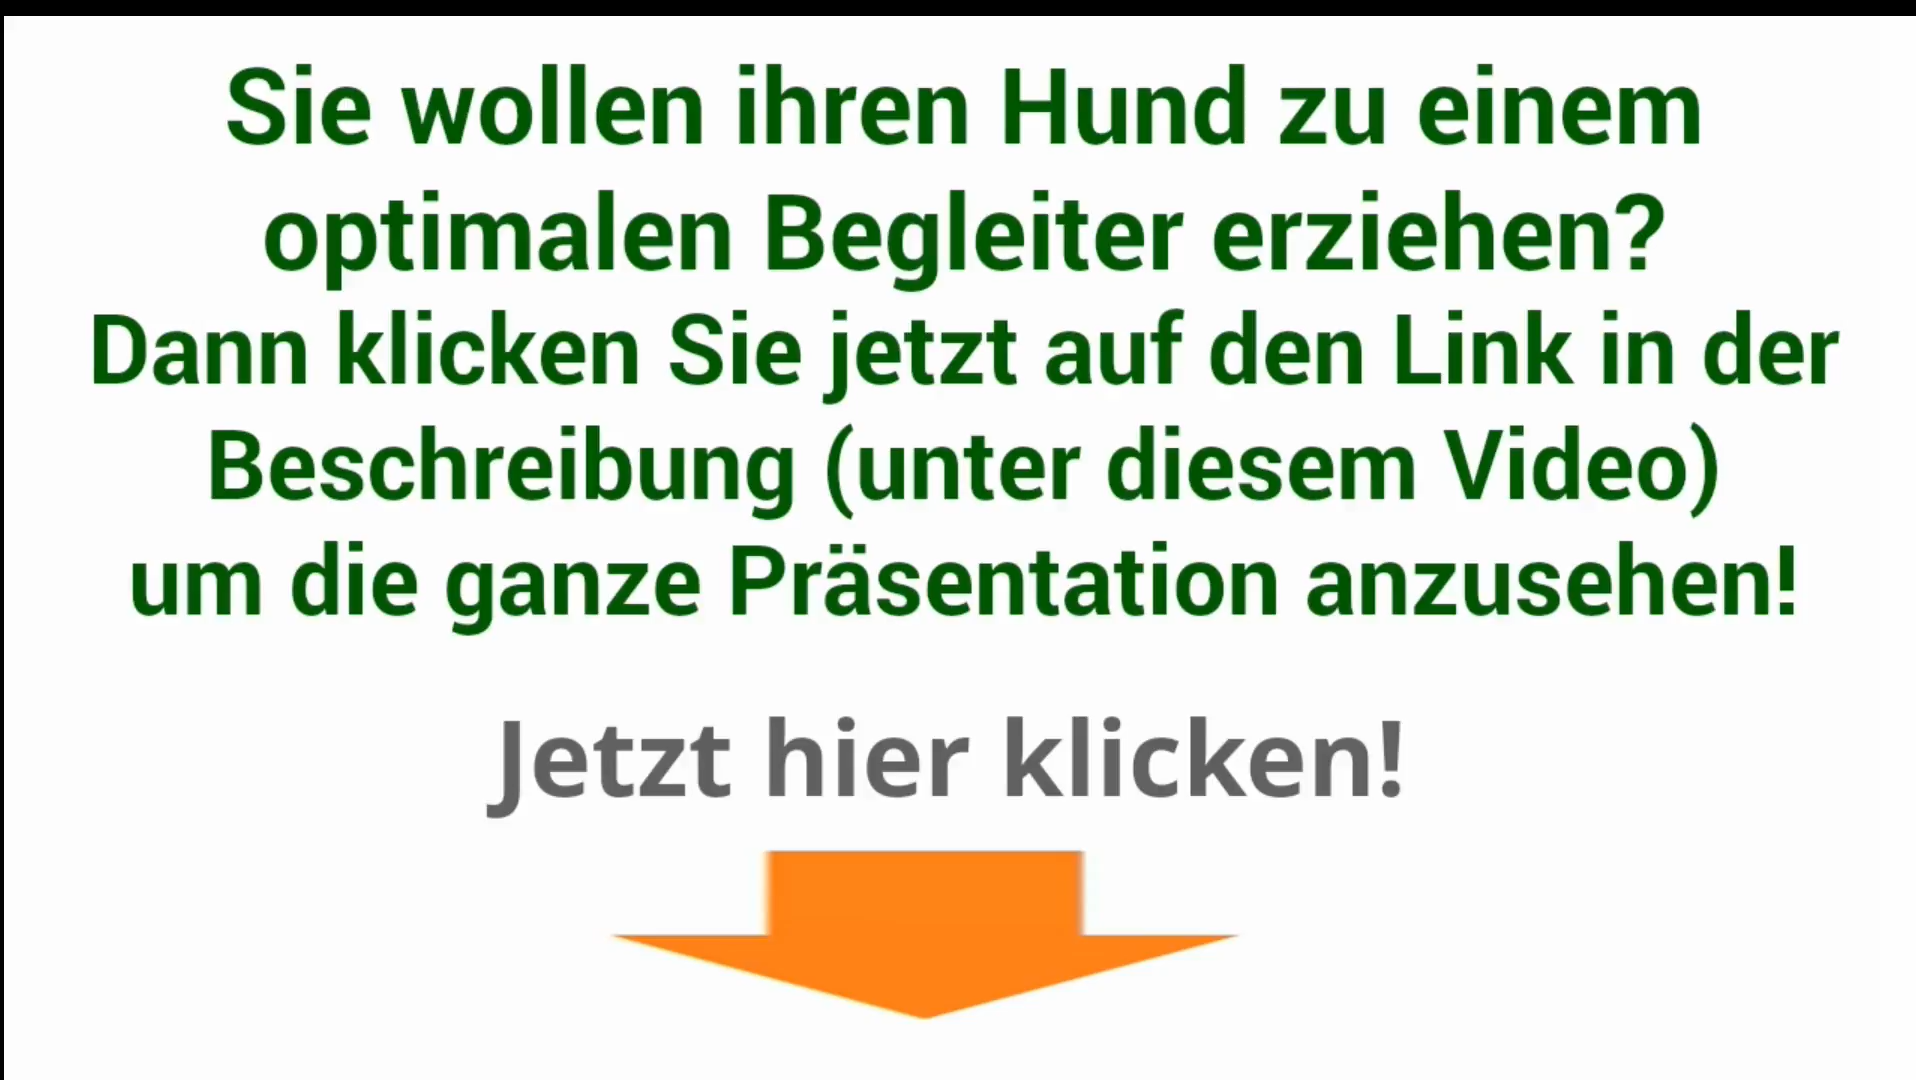 Sie wollen ihren Hund zu einem
optimalen Begleiter erziehen?
Dann klicken Sie jetzt auf den Link in der
Beschreibung (unter diesem Video)
um die ganze Präsentation anzusehen!
Jetzt hier klicken!